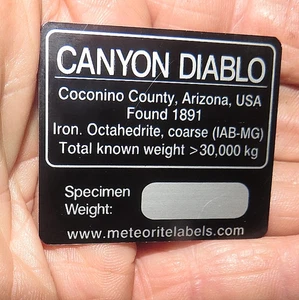 CANYON DIABLO
Coconino County, Arizona, USA
Found 1891
Iron. Octahedrite, coarse (IAB-MG)
Total known weight >30,000 kg
Specimen
Weight:
www.meteoritelabels.com